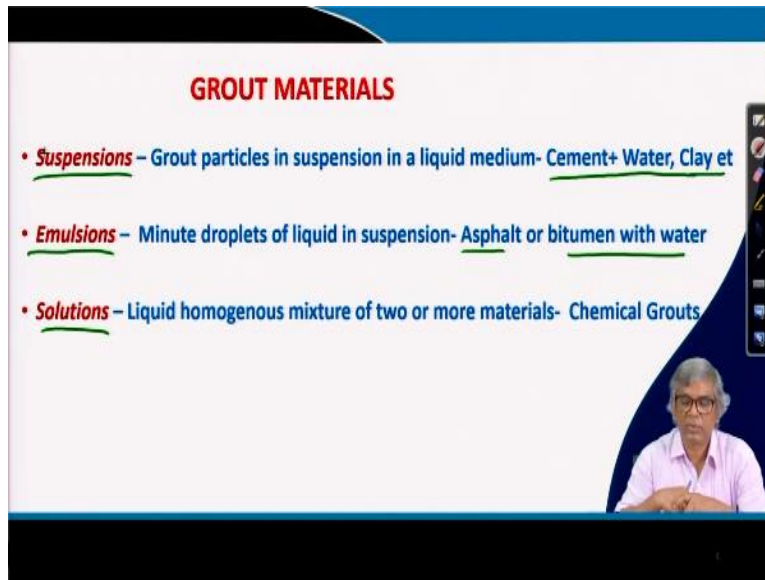 GROUT MATERIALS
• Suspensions – Grout particles in suspension in a liquid medium- Cement+ Water, Clay et
• Emulsions – Minute droplets of liquid in suspension- Asphalt or bitumen with water
• Solutions – Liquid homogenous mixture of two or more materials- Chemical Grouts